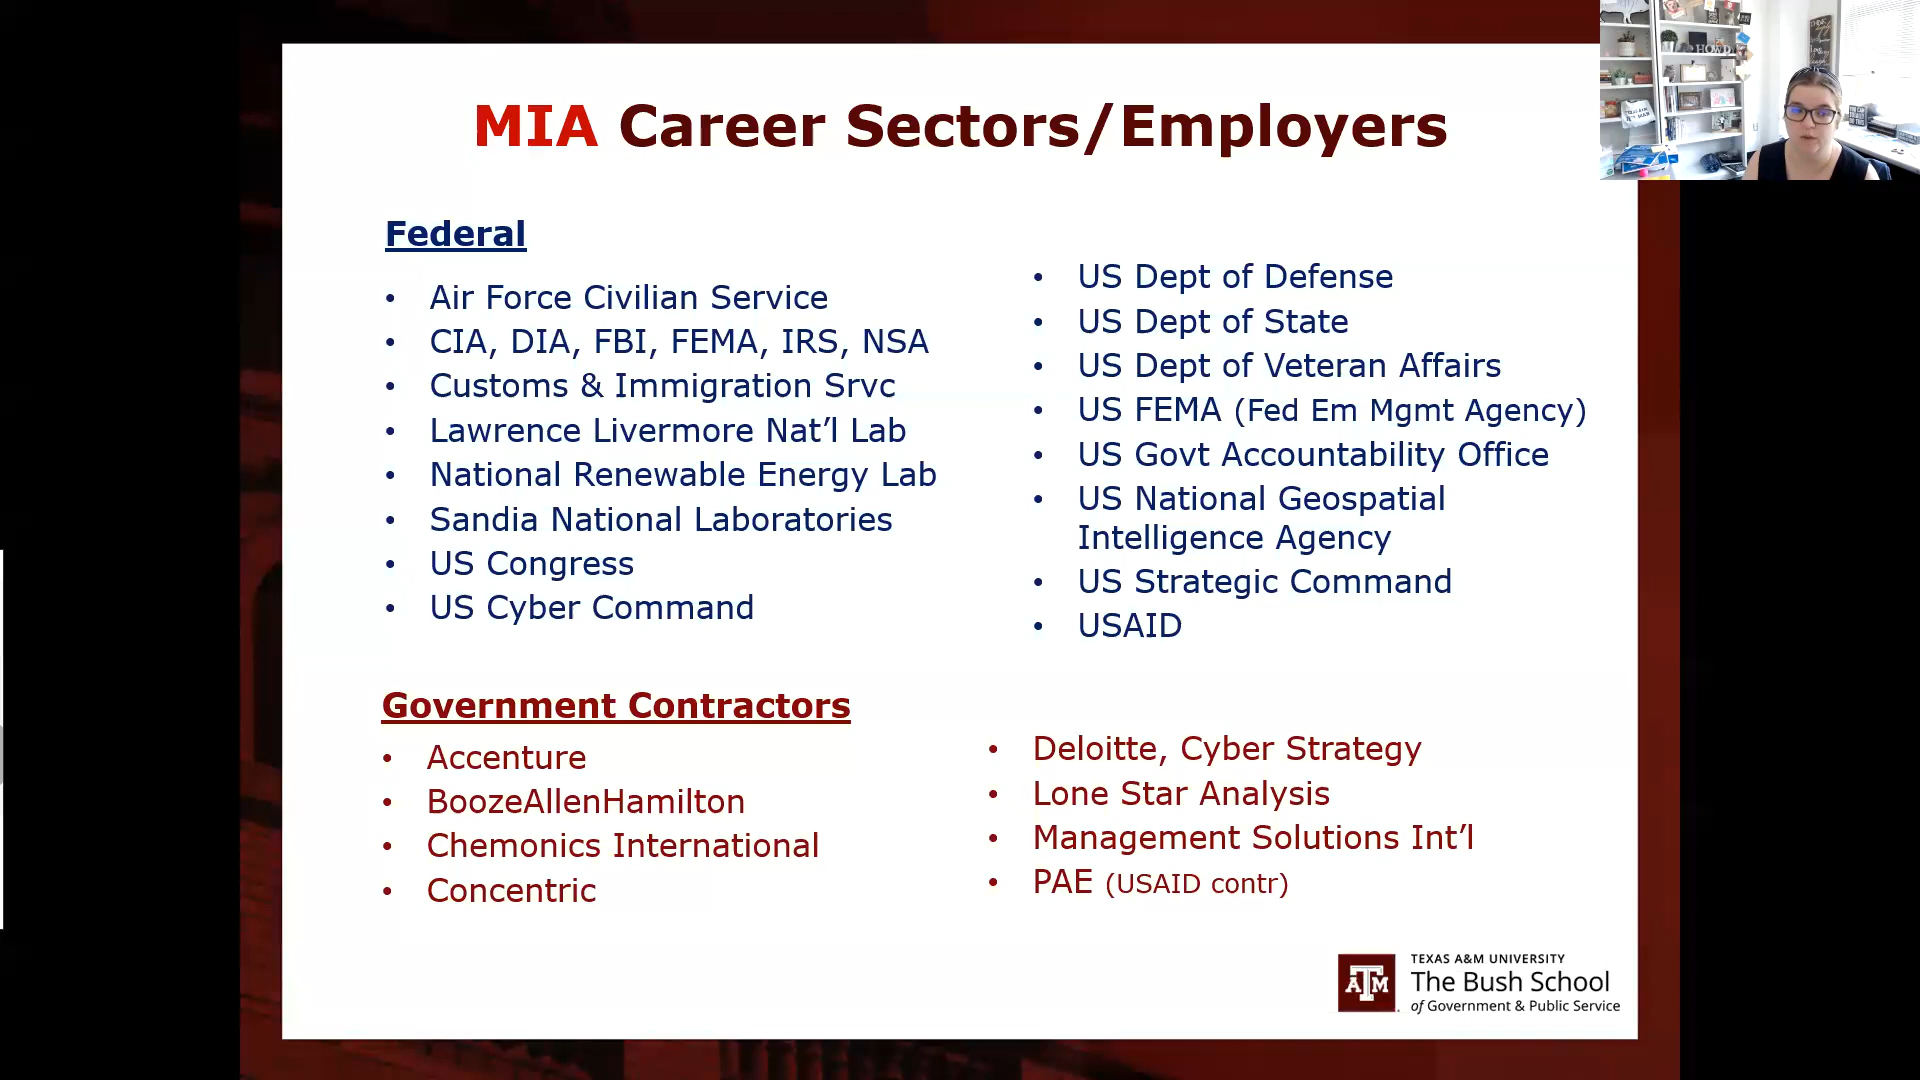 MIA Career Sectors/Employers
Federal
• Air Force Civilian Service
• CIA, DIA, FBI, FEMA, IRS, NSA
• Customs & Immigration Srvc
• Lawrence Livermore Nat’l Lab
• National Renewable Energy Lab
• Sandia National Laboratories
• US Congress
• US Cyber Command
• US Dept of Defense
• US Dept of State
• US Dept of Veteran Affairs
• US FEMA (Fed Em Mgmt Agency)
• US Govt Accountability Office
• US National Geospatial
Intelligence Agency
• US Strategic Command
• USAID
Government Contractors
• Accenture
• BoozeAllenHamilton
• Chemonics International
• Concentric
• Deloitte, Cyber Strategy
• Lone Star Analysis
• Management Solutions Int’l
• PAE (USAID contr)
ATM
TEXAS A&M UNIVERSITY
The Bush School
of Government & Public Service
HOWD